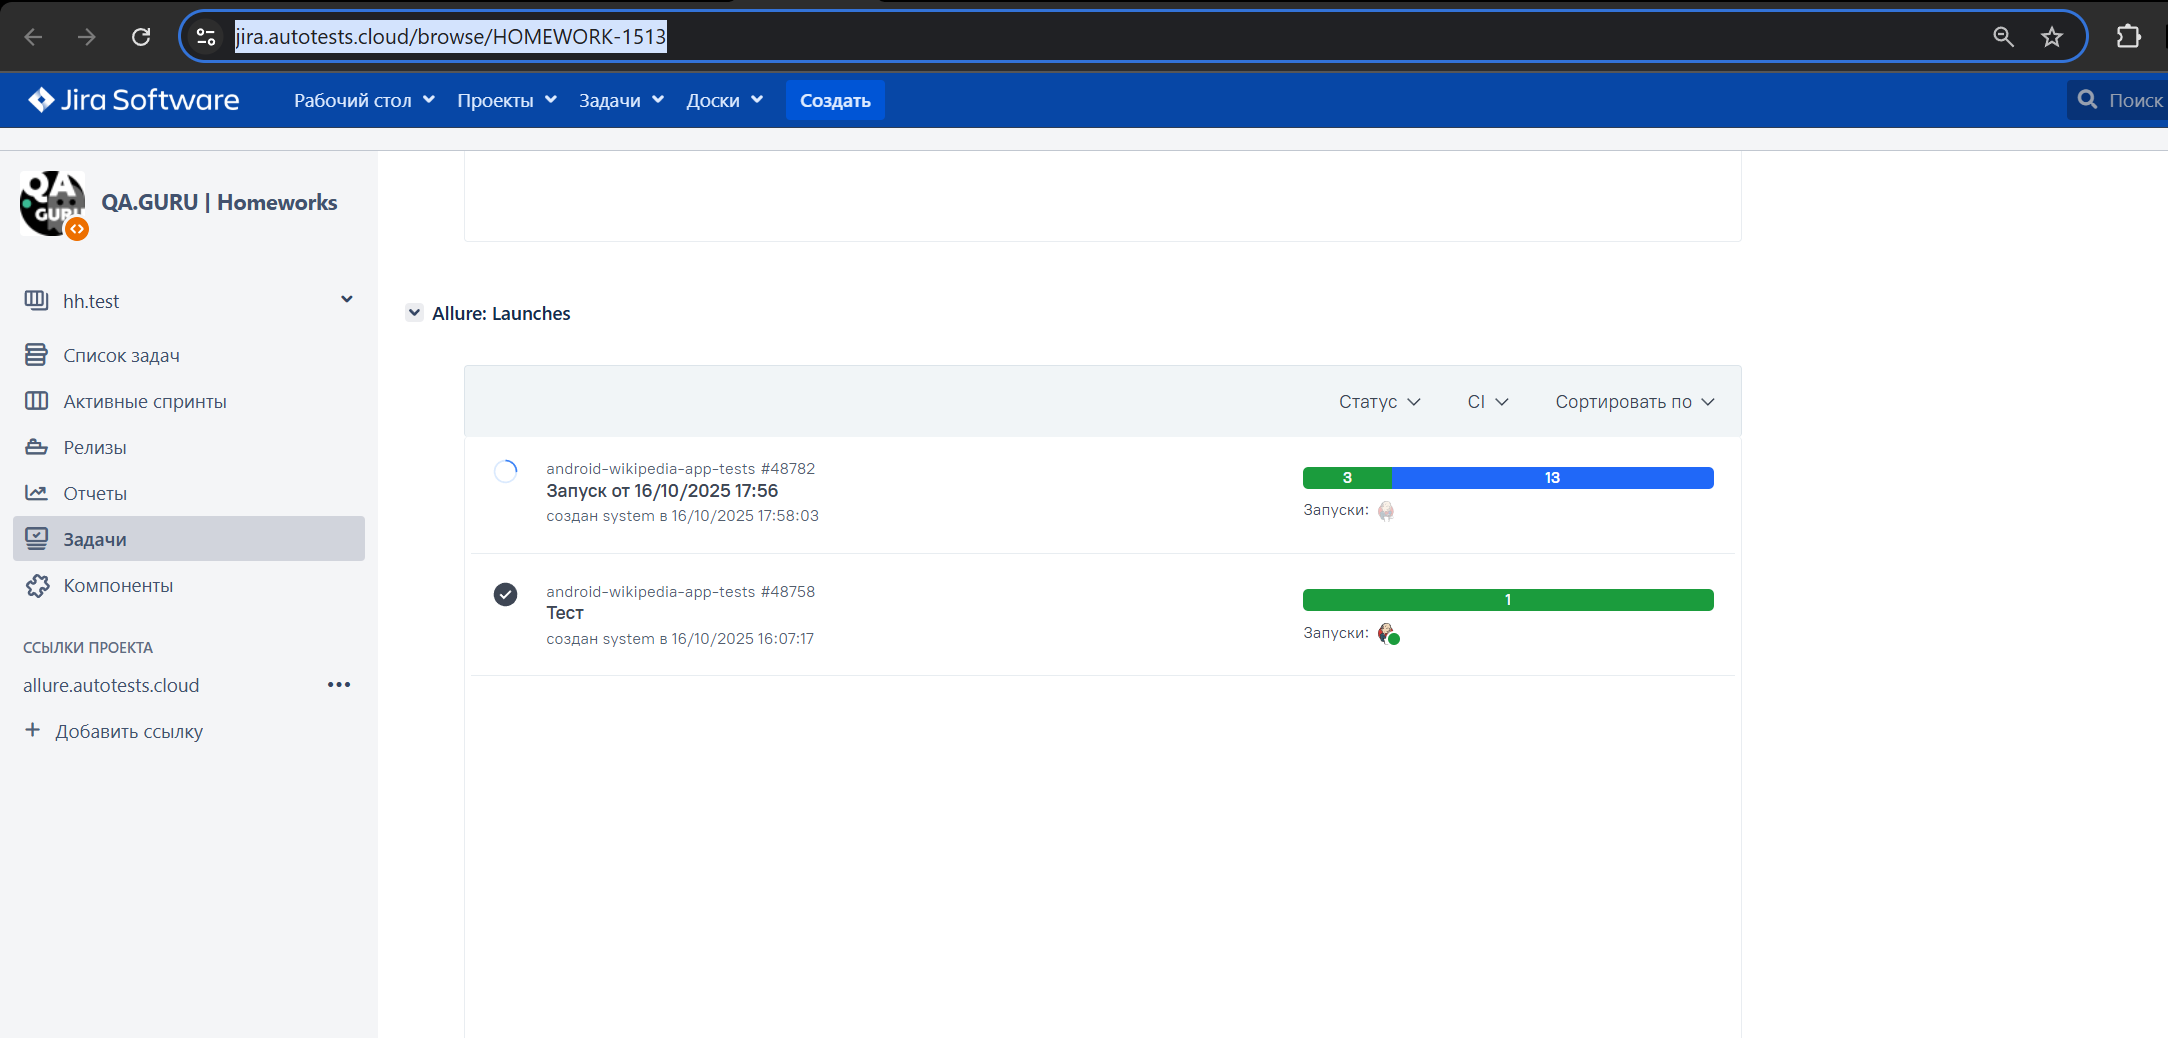 jira.autotests.cloud/browse/HOMEWORK-1513
Jira Software
Рабочий стол
Проекты
Задачи
Доски
Создать
Поиск
QA
GURU
QA.GURU | Homeworks
hh.test
Список задач
Активные спринты
Релизы
Отчеты
Задачи
Компоненты
ССЫЛКИ ПРОЕКТА
allure.autotests.cloud
Добавить ссылку
Allure: Launches
Статус
CI
Сортировать по
android-wikipedia-app-tests #48782
Запуск от 16/10/2025 17:56
создан system в 16/10/2025 17:58:03
3
13
Запуски:
android-wikipedia-app-tests #48758
Тест
создан system в 16/10/2025 16:07:17
1
Запуски: